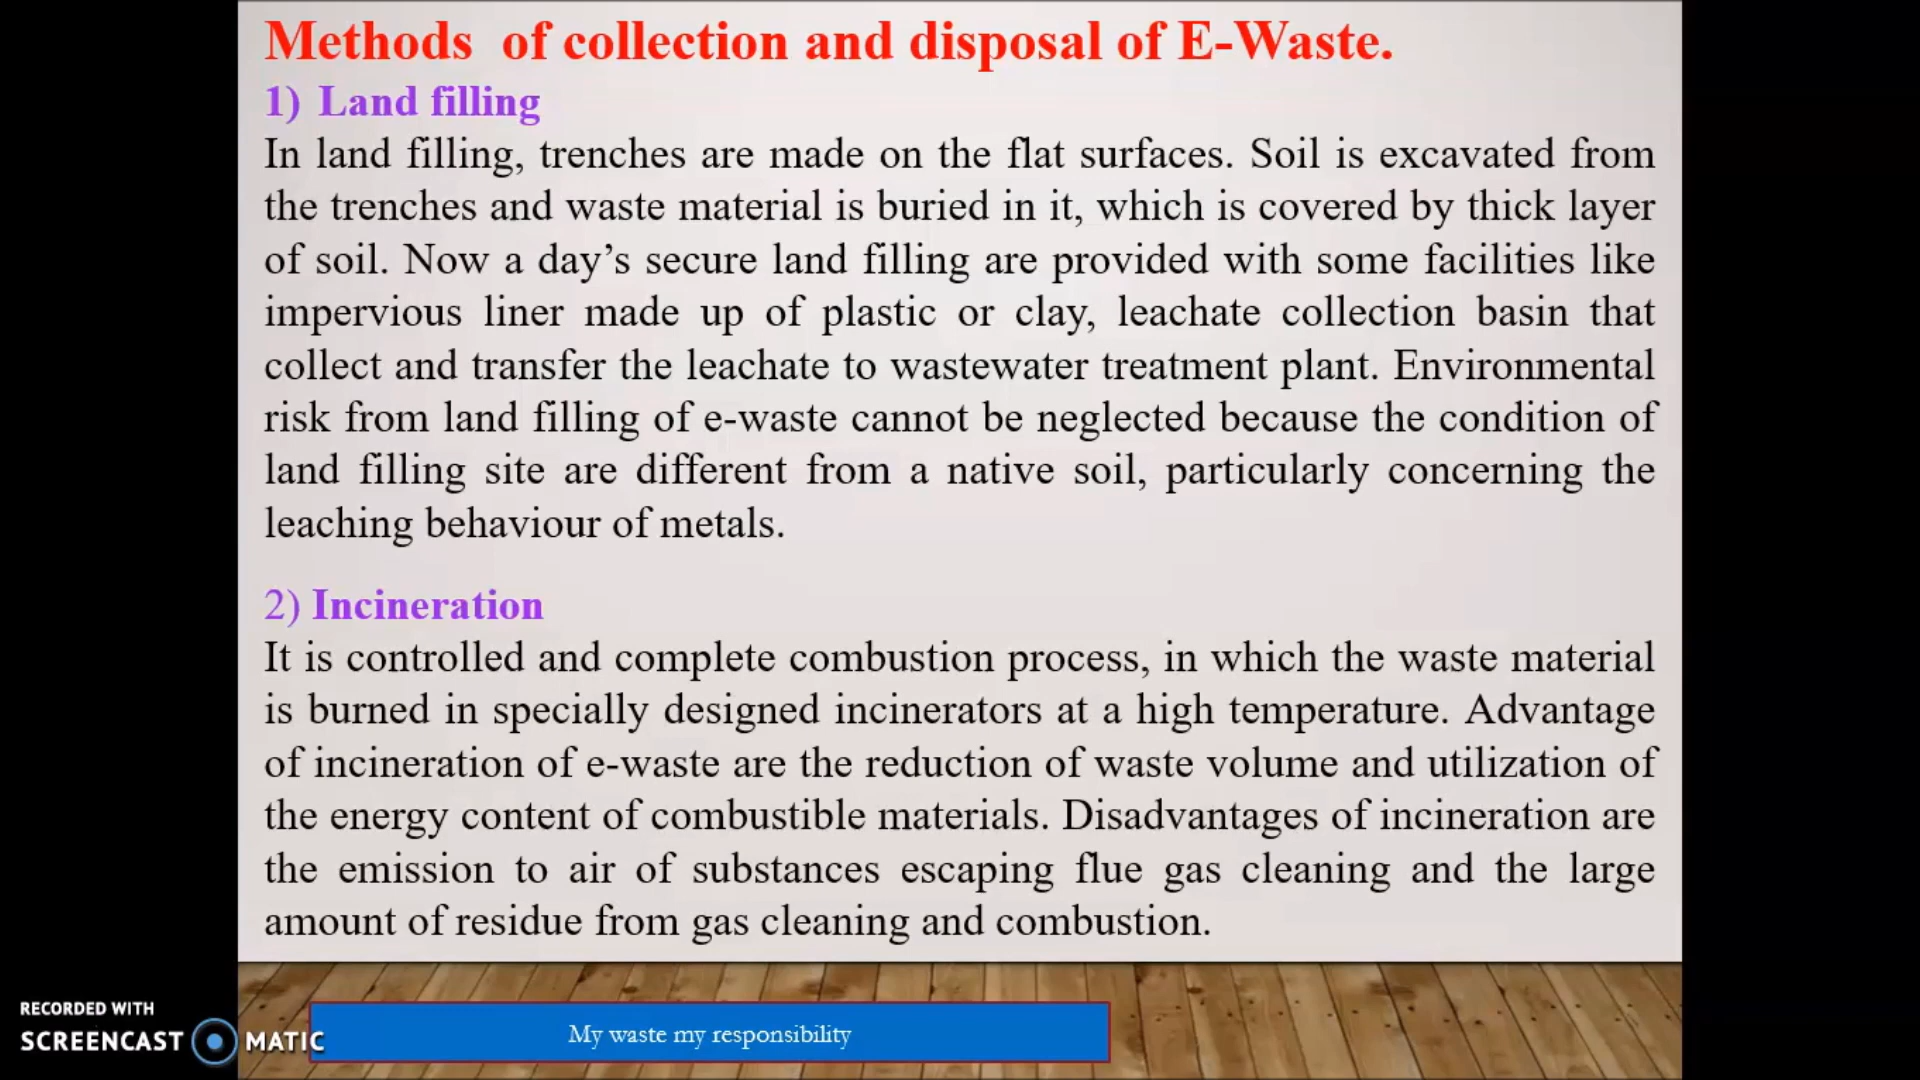 Methods of collection and disposal of E-Waste.
1) Land filling
In land filling, trenches are made on the flat surfaces. Soil is excavated from
the trenches and waste material is buried in it, which is covered by thick layer
of soil. Now a day’s secure land filling are provided with some facilities like
impervious liner made up of plastic or clay, leachate collection basin that
collect and transfer the leachate to wastewater treatment plant. Environmental
risk from land filling of e-waste cannot be neglected because the condition of
land filling site are different from a native soil, particularly concerning the
leaching behaviour of metals.
2) Incineration
It is controlled and complete combustion process, in which the waste material
is burned in specially designed incinerators at a high temperature. Advantage
of incineration of e-waste are the reduction of waste volume and utilization of
the energy content of combustible materials. Disadvantages of incineration are
the emission to air of substances escaping flue gas cleaning and the large
amount of residue from gas cleaning and combustion.
My waste my responsibility
RECORDED WITH
SCREENCAST MATIC